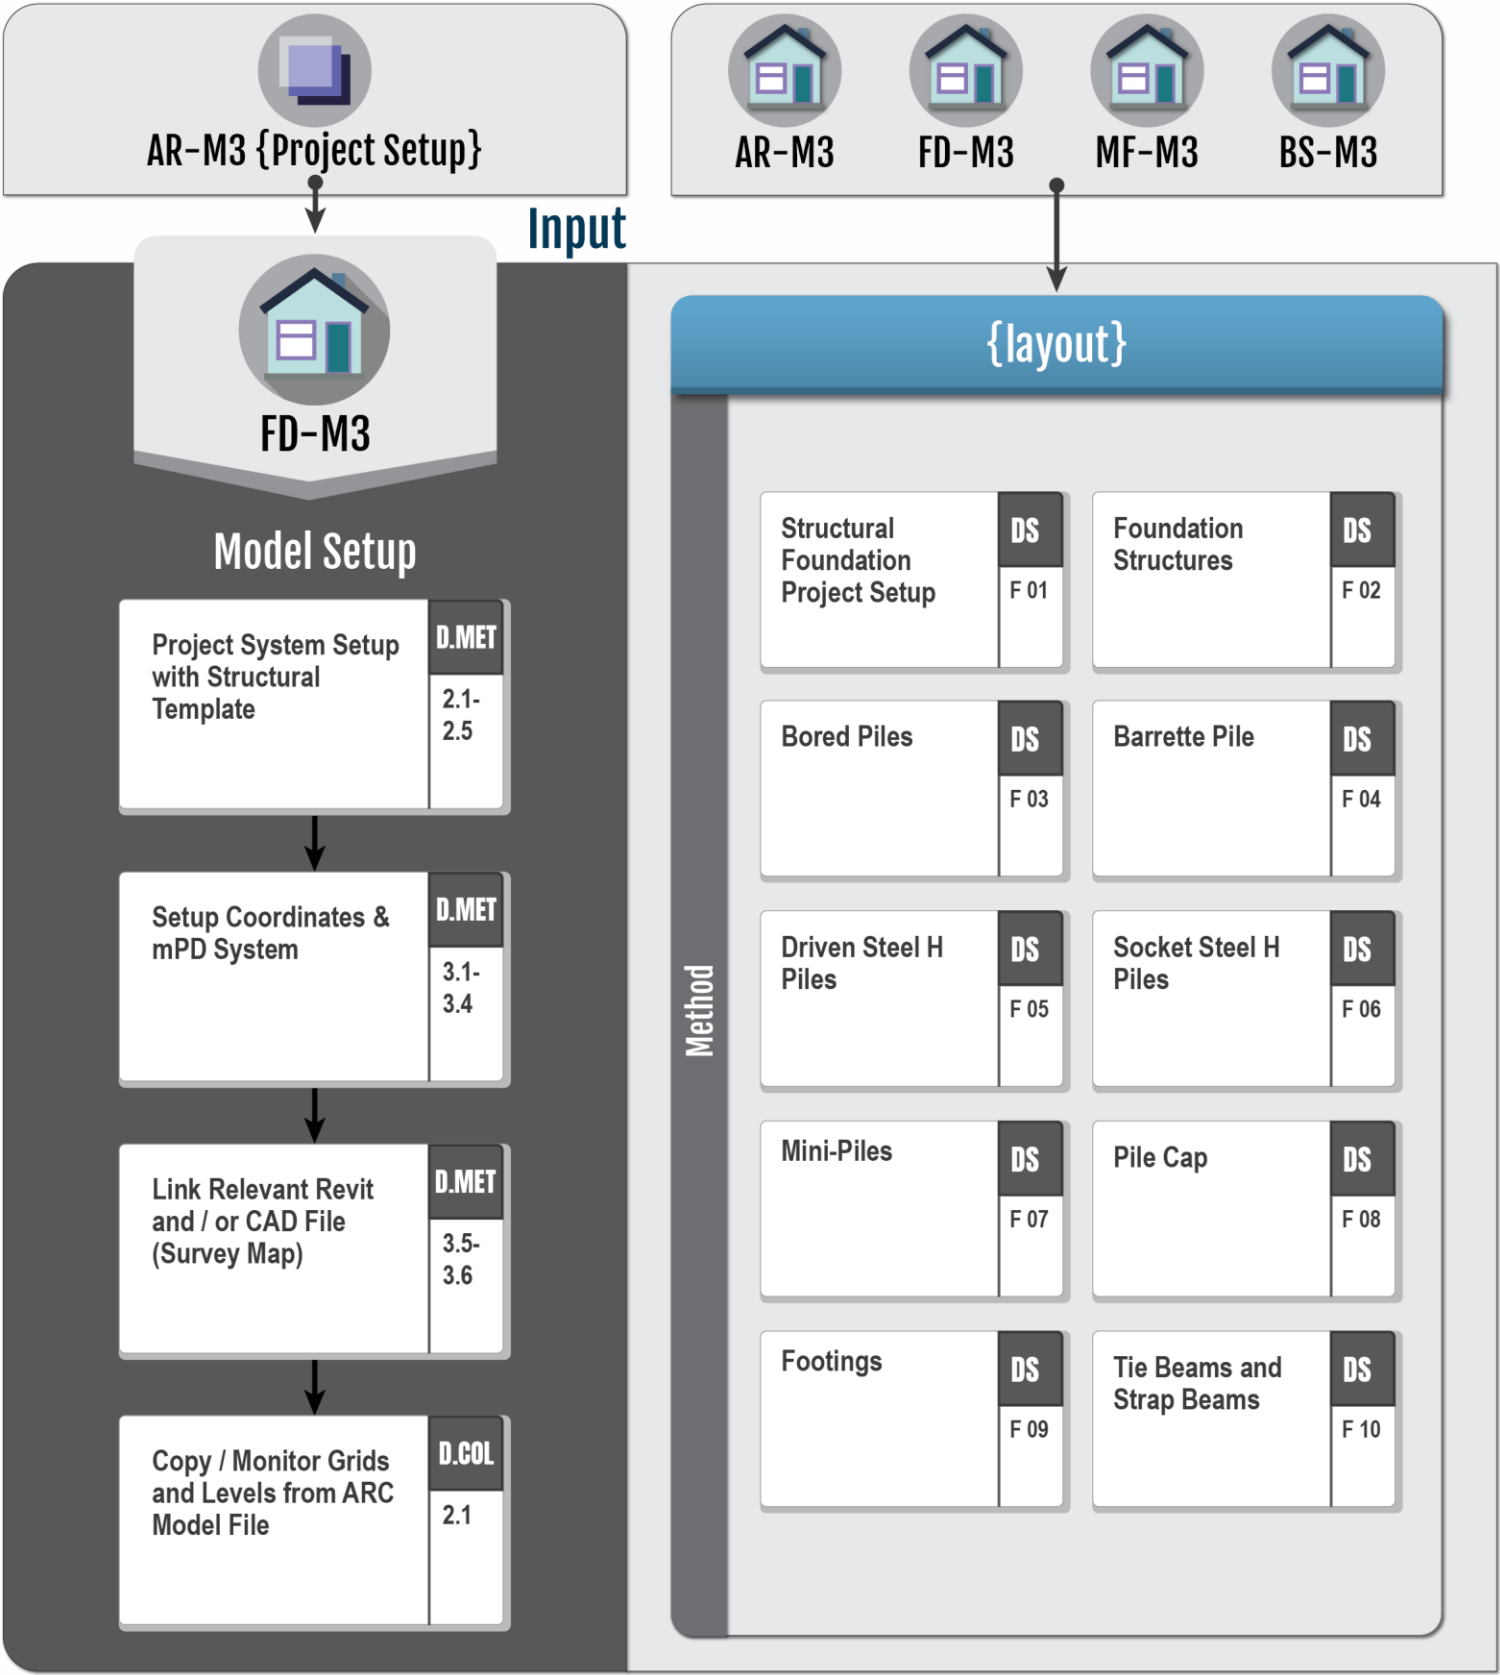 AR-M3 {Project Setup}
AR-M3
FD-M3
MF-M3
BS-M3
Input
FD-M3
Model Setup
Project System Setup
with Structural
Template
D.MET
2.1-
2.5
Setup Coordinates &
mPD System
D.MET
3.1-
3.4
Link Relevant Revit
and / or CAD File
(Survey Map)
D.MET
3.5-
3.6
Copy / Monitor Grids
and Levels from ARC
Model File
D.COL
2.1
{layout}
Method
Structural
Foundation
Project Setup
DS
F 01
Foundation
Structures
DS
F 02
Bored Piles
DS
F 03
Barrette Pile
DS
F 04
Driven Steel H
Piles
DS
F 05
Socket Steel H
Piles
DS
F 06
Mini-Piles
DS
F 07
Pile Cap
DS
F 08
Footings
DS
F 09
Tie Beams and
Strap Beams
DS
F 10